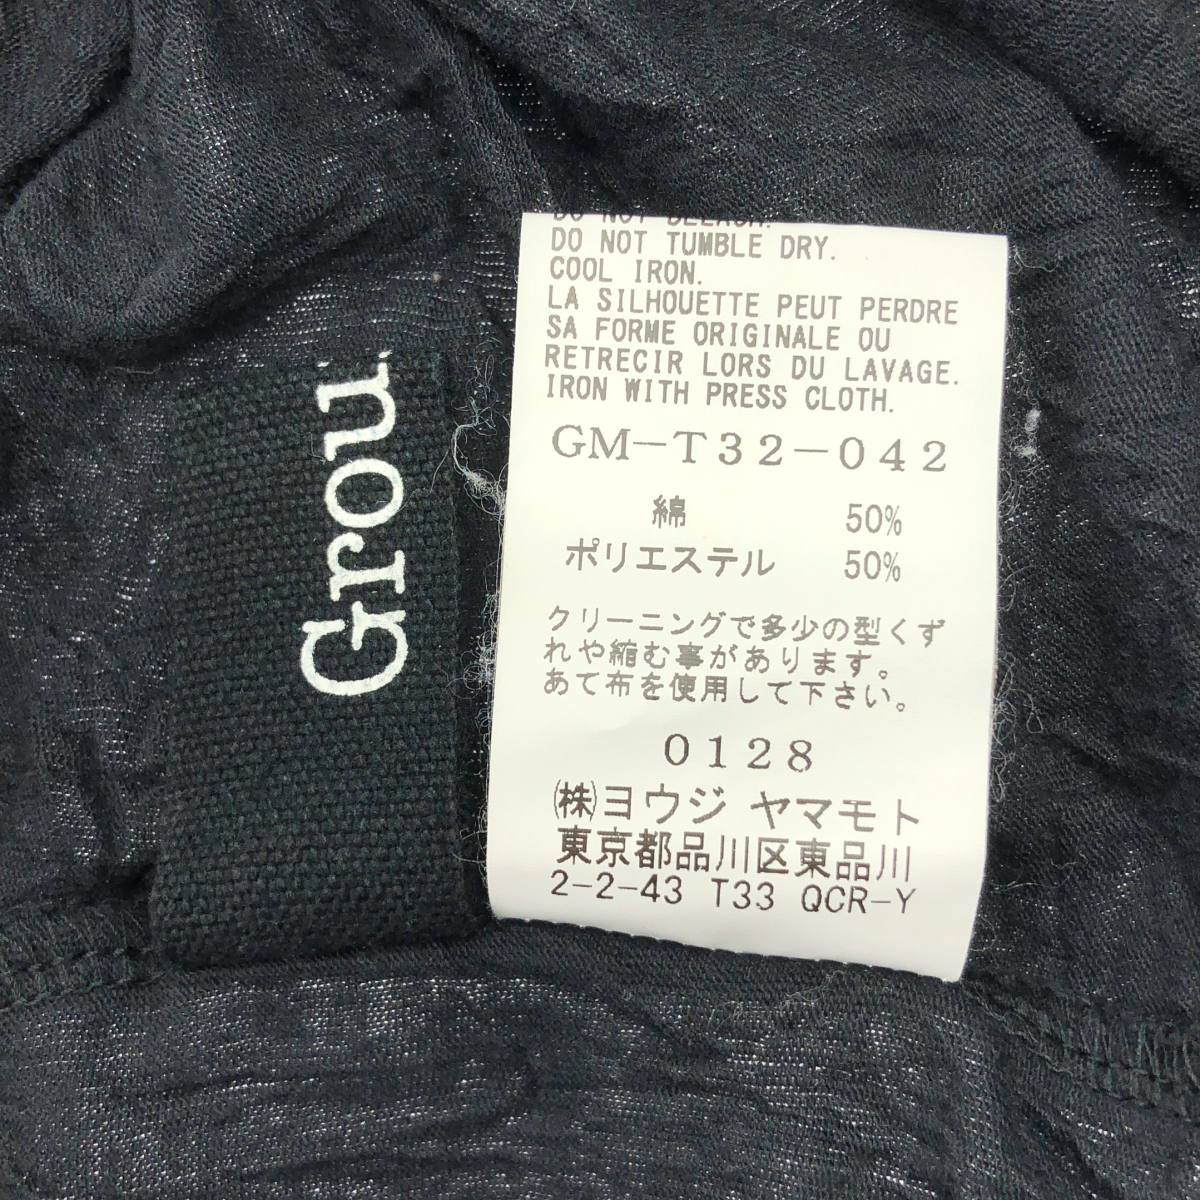 DO NOT BLEACH.
DO NOT TUMBLE DRY.
COOL IRON.
LA SILHOUETTE PEUT PERDRE
SA FORME ORIGINALE OU
RETRECIR LORS DU LAVAGE.
IRON WITH PRESS CLOTH.
GM-T32-042
綿 50%
ポリエステル 50%
クリーニングで多少の型くず
れや縮む事があります。
あて布を使用して下さい。
0128
(株)ヨウジ ヤマモト
東京都品川区東品川
2-2-43 T33 QCR-Y
Grou